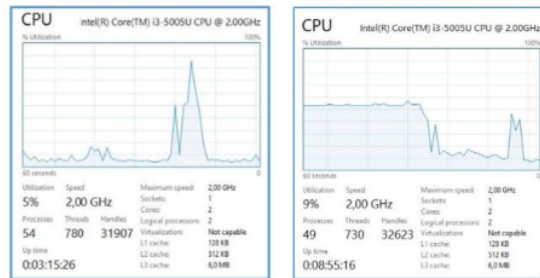 CPU Intel(R) Core(TM) i3-5005U CPU @ 2.00GHz
% Utilization 100%
60 seconds 0
Utilization Speed Maximum speed: 2,00 GHz
5% 2,00 GHz Sockets: 1
Cores: 2
Processes Threads Handles Logical processors: 2
54 780 31907 Virtualization: Not capable
Up time L1 cache: 128 KB
0:03:15:26 L2 cache: 512 KB
L3 cache: 6,0 MB
CPU Intel(R) Core(TM) i3-5005U CPU @ 2.00GHz
% Utilization 100%
60 seconds 0
Utilization Speed Maximum speed: 2,00 GHz
9% 2,00 GHz Sockets: 1
Cores: 2
Processes Threads Handles Logical processors: 2
49 730 32623 Virtualization: Not capable
Up time L1 cache: 128 KB
0:08:55:16 L2 cache: 512 KB
L3 cache: 6,0 MB